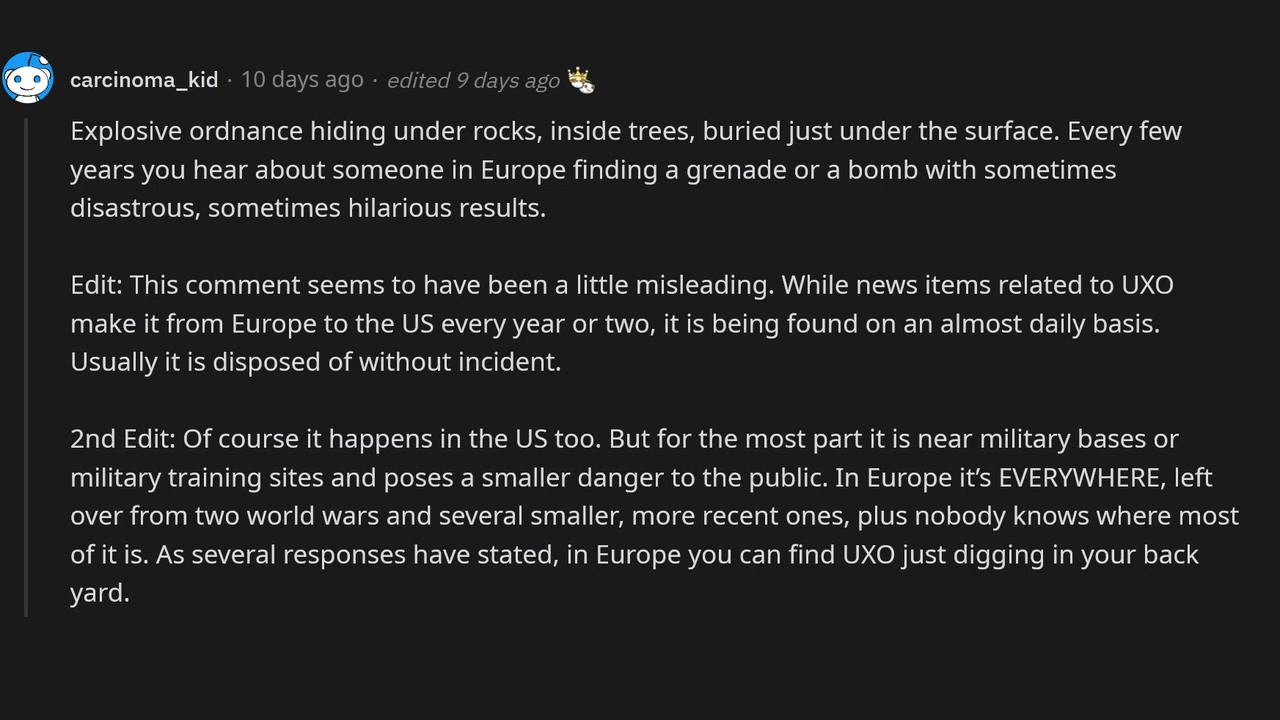 carcinoma_kid · 10 days ago · edited 9 days ago
Explosive ordnance hiding under rocks, inside trees, buried just under the surface. Every few
years you hear about someone in Europe finding a grenade or a bomb with sometimes
disastrous, sometimes hilarious results.
Edit: This comment seems to have been a little misleading. While news items related to UXO
make it from Europe to the US every year or two, it is being found on an almost daily basis.
Usually it is disposed of without incident.
2nd Edit: Of course it happens in the US too. But for the most part it is near military bases or
military training sites and poses a smaller danger to the public. In Europe it’s EVERYWHERE, left
over from two world wars and several smaller, more recent ones, plus nobody knows where most
of it is. As several responses have stated, in Europe you can find UXO just digging in your back
yard.